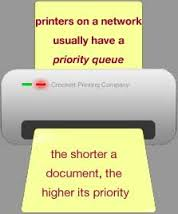 printers on a network
usually have a
priority queue
Crockett Printing Company
the shorter a
document, the
higher its priority